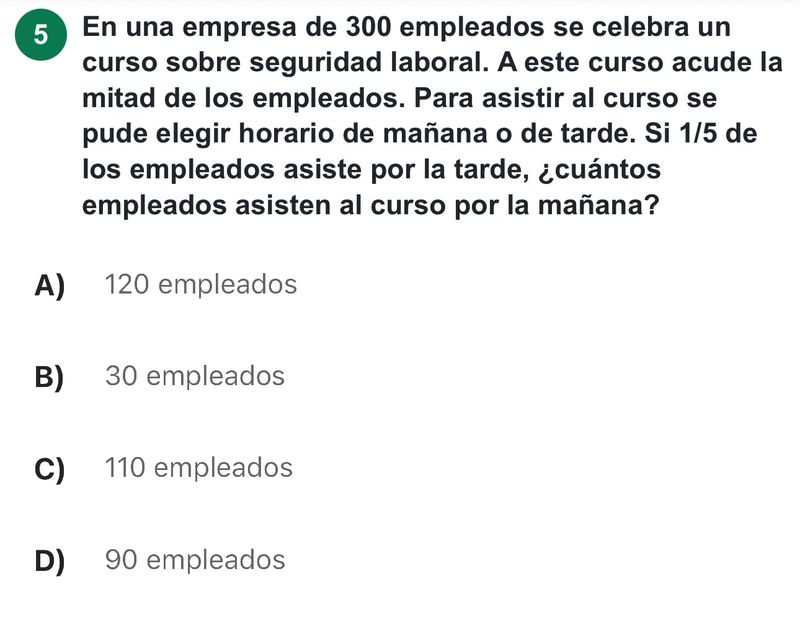 5 En una empresa de 300 empleados se celebra un
curso sobre seguridad laboral. A este curso acude la
mitad de los empleados. Para asistir al curso se
pude elegir horario de mañana o de tarde. Si 1/5 de
los empleados asiste por la tarde, ¿cuántos
empleados asisten al curso por la mañana?
A) 120 empleados
B) 30 empleados
C) 110 empleados
D) 90 empleados